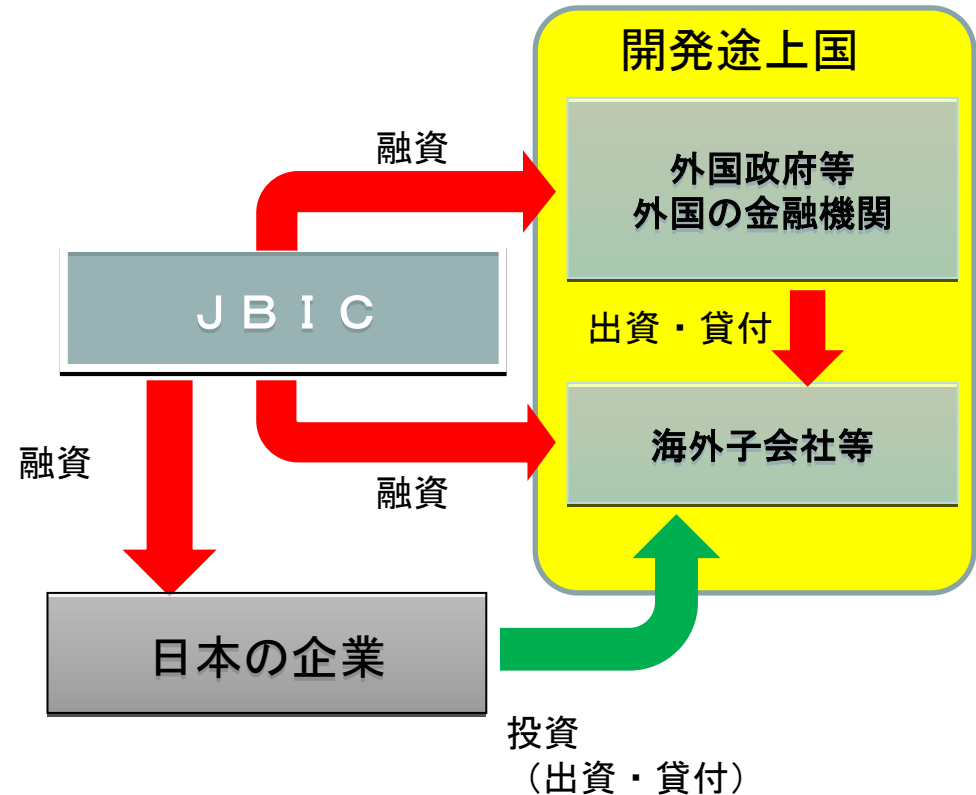 開発途上国
融資
外国政府等
外国の金融機関
ＪＢＩＣ
出資・貸付
海外子会社等
融資
融資
日本の企業
投資
（出資・貸付）